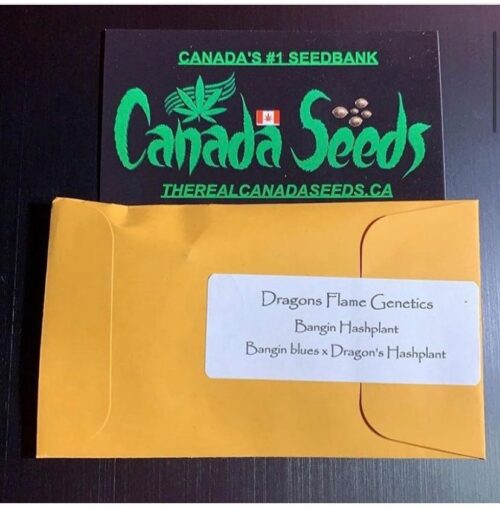 CANADA'S #1 SEEDBANK
Canada Seeds
THEREALCANADASEEDS.CA
Dragons Flame Genetics
Bangin Hashplant
Bangin blues x Dragon's Hashplant